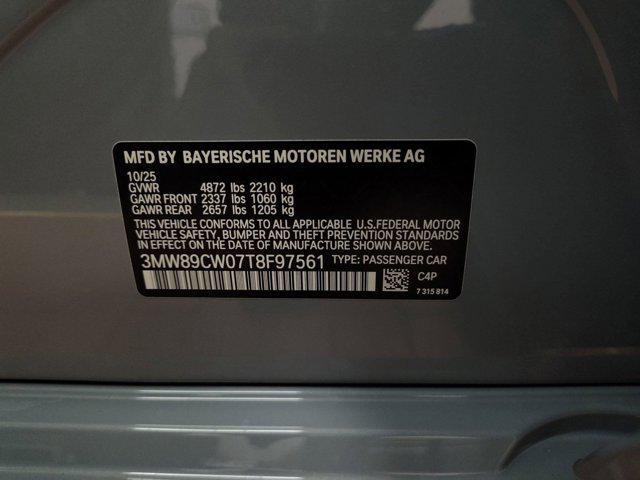 MFD BY BAYERISCHE MOTOREN WERKE AG
10/25
GVWR 4872 lbs 2210 kg
GAWR FRONT 2337 lbs 1060 kg
GAWR REAR 2657 lbs 1205 kg
THIS VEHICLE CONFORMS TO ALL APPLICABLE U.S.FEDERAL MOTOR
VEHICLE SAFETY, BUMPER AND THEFT PREVENTION STANDARDS
IN EFFECT ON THE DATE OF MANUFACTURE SHOWN ABOVE.
3MW89CW07T8F97561 TYPE: PASSENGER CAR
C4P
7 315 814